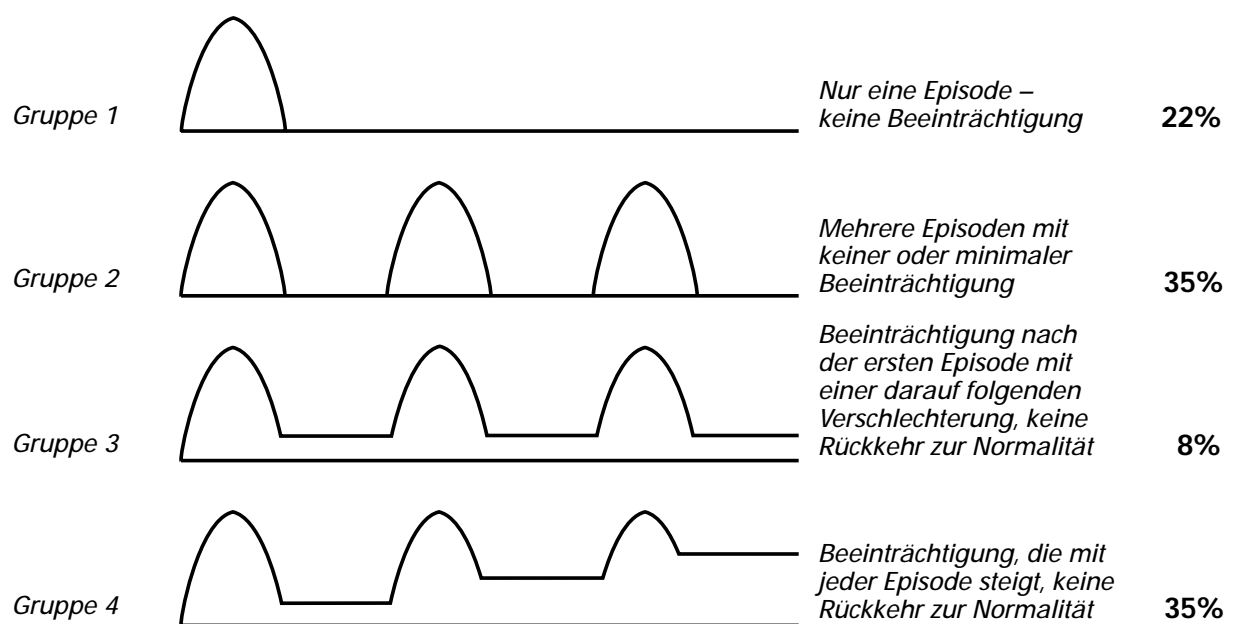 Gruppe 1
Nur eine Episode –
keine Beeinträchtigung
22%
Gruppe 2
Mehrere Episoden mit
keiner oder minimaler
Beeinträchtigung
35%
Gruppe 3
Beeinträchtigung nach
der ersten Episode mit
einer darauf folgenden
Verschlechterung, keine
Rückkehr zur Normalität
8%
Gruppe 4
Beeinträchtigung, die mit
jeder Episode steigt, keine
Rückkehr zur Normalität
35%